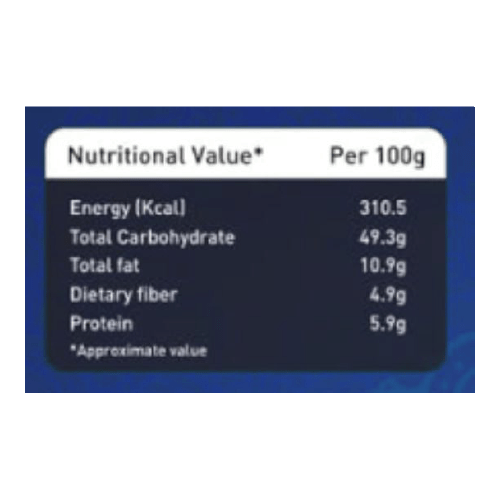 Nutritional Value* Per 100g
Energy (Kcal) 310.5
Total Carbohydrate 49.3g
Total fat 10.9g
Dietary fiber 4.9g
Protein 5.9g
*Approximate value